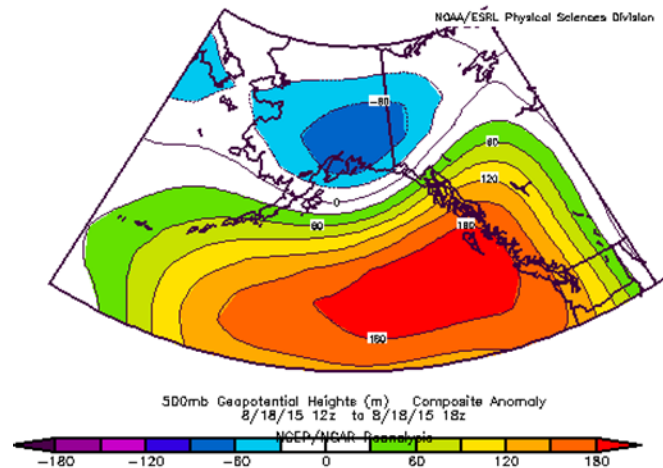 NOAA/ESRL Physical Sciences Division
-60
60
0
120
60
180
180
500mb Geopotential Heights (m) Composite Anomaly
8/18/15 12z to 8/18/15 18z
NCEP/NCAR Reanalysis
-180 -120 -60 0 60 120 180